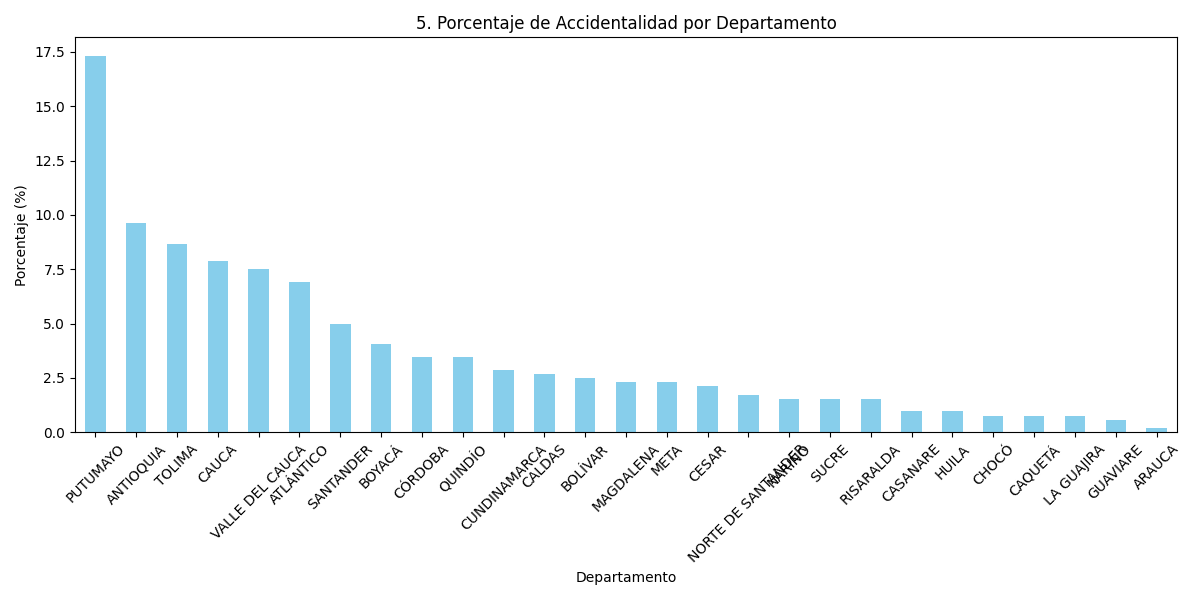 5. Porcentaje de Accidentalidad por Departamento
Porcentaje (%)
17.5
15.0
12.5
10.0
7.5
5.0
2.5
0.0
PUTUMAYO
ANTIOQUIA
TOLIMA
CAUCA
VALLE DEL CAUCA
ATLÁNTICO
SANTANDER
BOYACÁ
CÓRDOBA
QUINDÍO
CUNDINAMARCA
CALDAS
BOLÍVAR
MAGDALENA
META
CESAR
NORTE DE SANTANDER
NARIÑO
SUCRE
RISARALDA
CASANARE
HUILA
CHOCÓ
CAQUETÁ
LA GUAJIRA
GUAVIARE
ARAUCA
Departamento